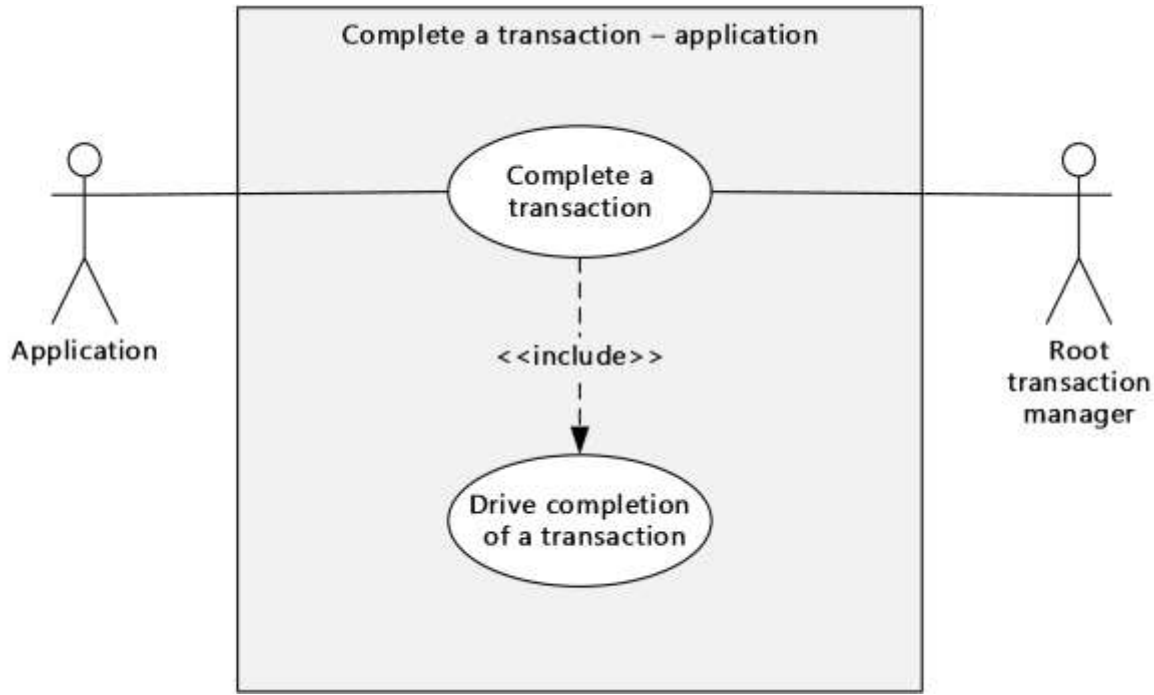 Complete a transaction – application
Complete a
transaction
Application
<<include>>
Root
transaction
manager
Drive completion
of a transaction